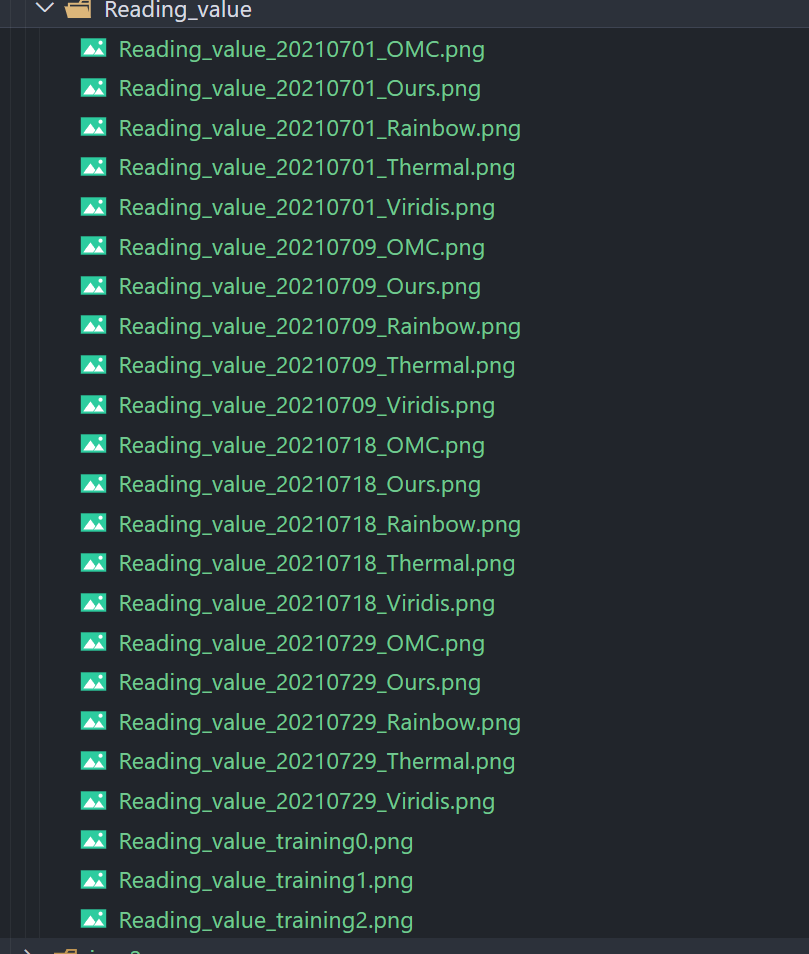 Reading_value
Reading_value_20210701_OMC.png
Reading_value_20210701_Ours.png
Reading_value_20210701_Rainbow.png
Reading_value_20210701_Thermal.png
Reading_value_20210701_Viridis.png
Reading_value_20210709_OMC.png
Reading_value_20210709_Ours.png
Reading_value_20210709_Rainbow.png
Reading_value_20210709_Thermal.png
Reading_value_20210709_Viridis.png
Reading_value_20210718_OMC.png
Reading_value_20210718_Ours.png
Reading_value_20210718_Rainbow.png
Reading_value_20210718_Thermal.png
Reading_value_20210718_Viridis.png
Reading_value_20210729_OMC.png
Reading_value_20210729_Ours.png
Reading_value_20210729_Rainbow.png
Reading_value_20210729_Thermal.png
Reading_value_20210729_Viridis.png
Reading_value_training0.png
Reading_value_training1.png
Reading_value_training2.png